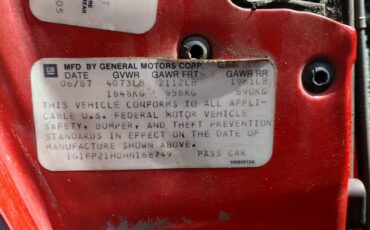 05
GM
MFD BY GENERAL MOTORS CORP.
DATE GVWR GAWR FRT GAWR RR
06/87 4073LB 2112LB 1961LB
1848KG 958KG 890KG
THIS VEHICLE CONFORMS TO ALL APPLI-
CABLE U.S. FEDERAL MOTOR VEHICLE
SAFETY, BUMPER, AND THEFT PREVENTION
STANDARDS IN EFFECT ON THE DATE OF
MANUFACTURE SHOWN ABOVE.
1G1FP21H0HN168749 PASS CAR